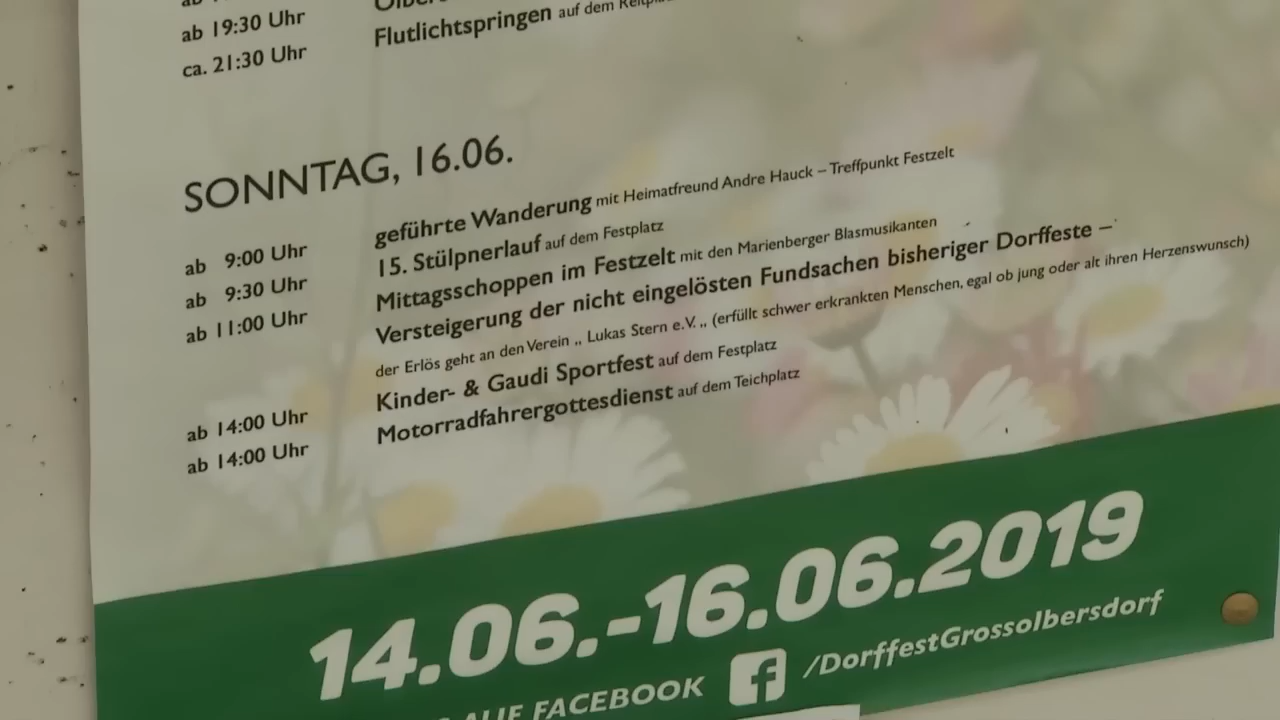 ab 19:30 Uhr
ca. 21:30 Uhr
Flutlichtspringen auf dem
SONNTAG, 16.06.
ab 9:00 Uhr geführte Wanderung mit Heimatfreund Andre Hauck – Treffpunkt Festzelt
ab 9:30 Uhr 15. Stülpnerlauf auf dem Festplatz
ab 11:00 Uhr Mittagsschoppen im Festzelt mit den Marienberger Blasmusikanten
Versteigerung der nicht eingelösten Fundsachen bisheriger Dorffeste –
der Erlös geht an den Verein „ Lukas Stern e.V. „ (erfüllt schwer erkrankten Menschen, egal ob jung oder alt ihren Herzenswunsch)
ab 14:00 Uhr Kinder- & Gaudi Sportfest auf dem Festplatz
ab 14:00 Uhr Motorradfahrergottesdienst auf dem Teichplatz
14.06.-16.06.2019
AUF FACEBOOK /DorffestGrossolbersdorf